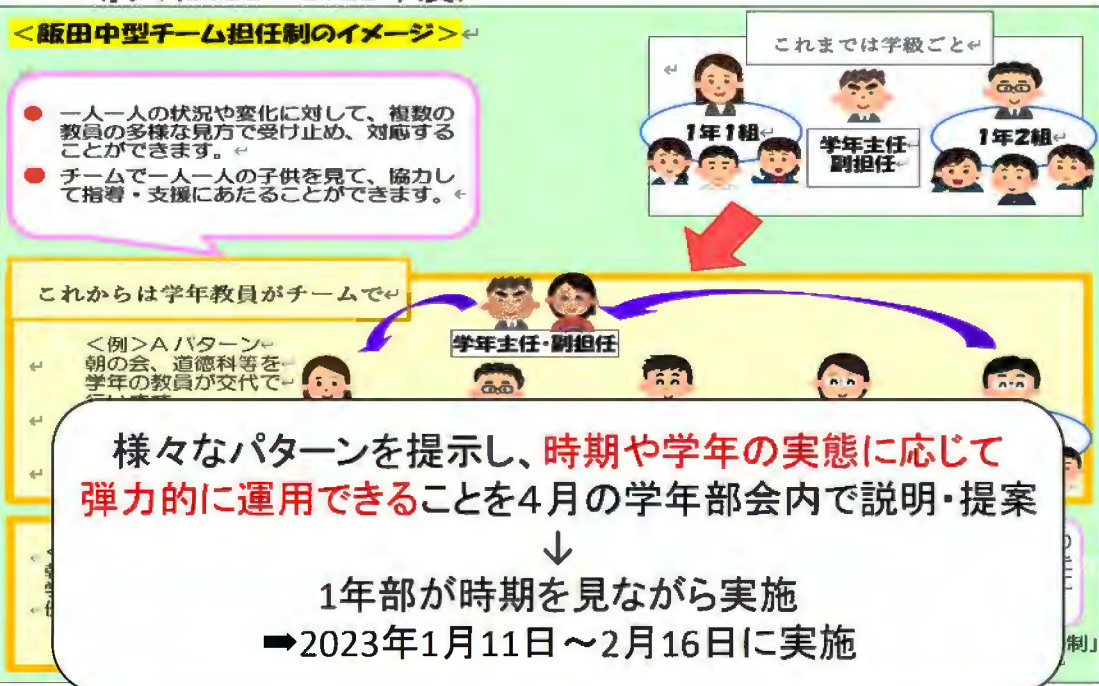 ＜飯田中型チーム担任制のイメージ＞
これまでは学級ごと
● 一人一人の状況や変化に対して、複数の
教員の多様な見方で受け止め、対応する
ことができます。
● チームで一人一人の子供を見て、協力し
て指導・支援にあたることができます。
1年1組
学年主任
副担任
1年2組
これからは学年教員がチームで
学年主任・副担任
＜例＞Aパターン
朝の会、道徳科等を
学年の教員が交代で
様々なパターンを提示し、時期や学年の実態に応じて
弾力的に運用できることを4月の学年部会内で説明・提案
↓
1年部が時期を見ながら実施
➡2023年1月11日～2月16日に実施
制」